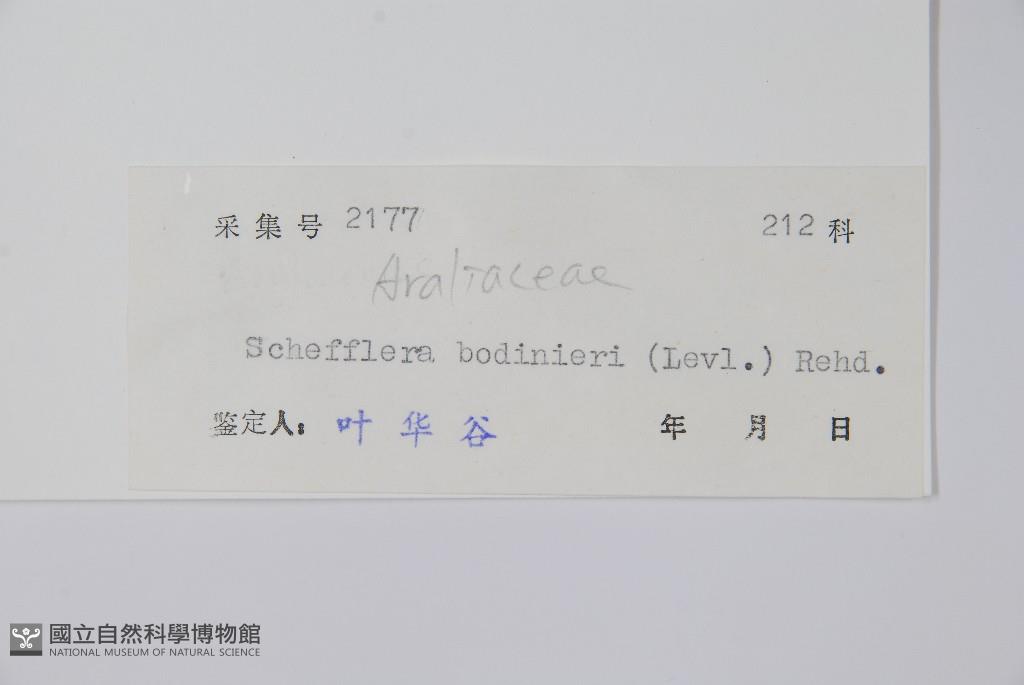 采集号 2177 212 科
Araliaceae
Schefflera bodinieri (Levl.) Rehd.
鉴定人: 叶华谷 年 月 日
國立自然科學博物館
NATIONAL MUSEUM OF NATURAL SCIENCE